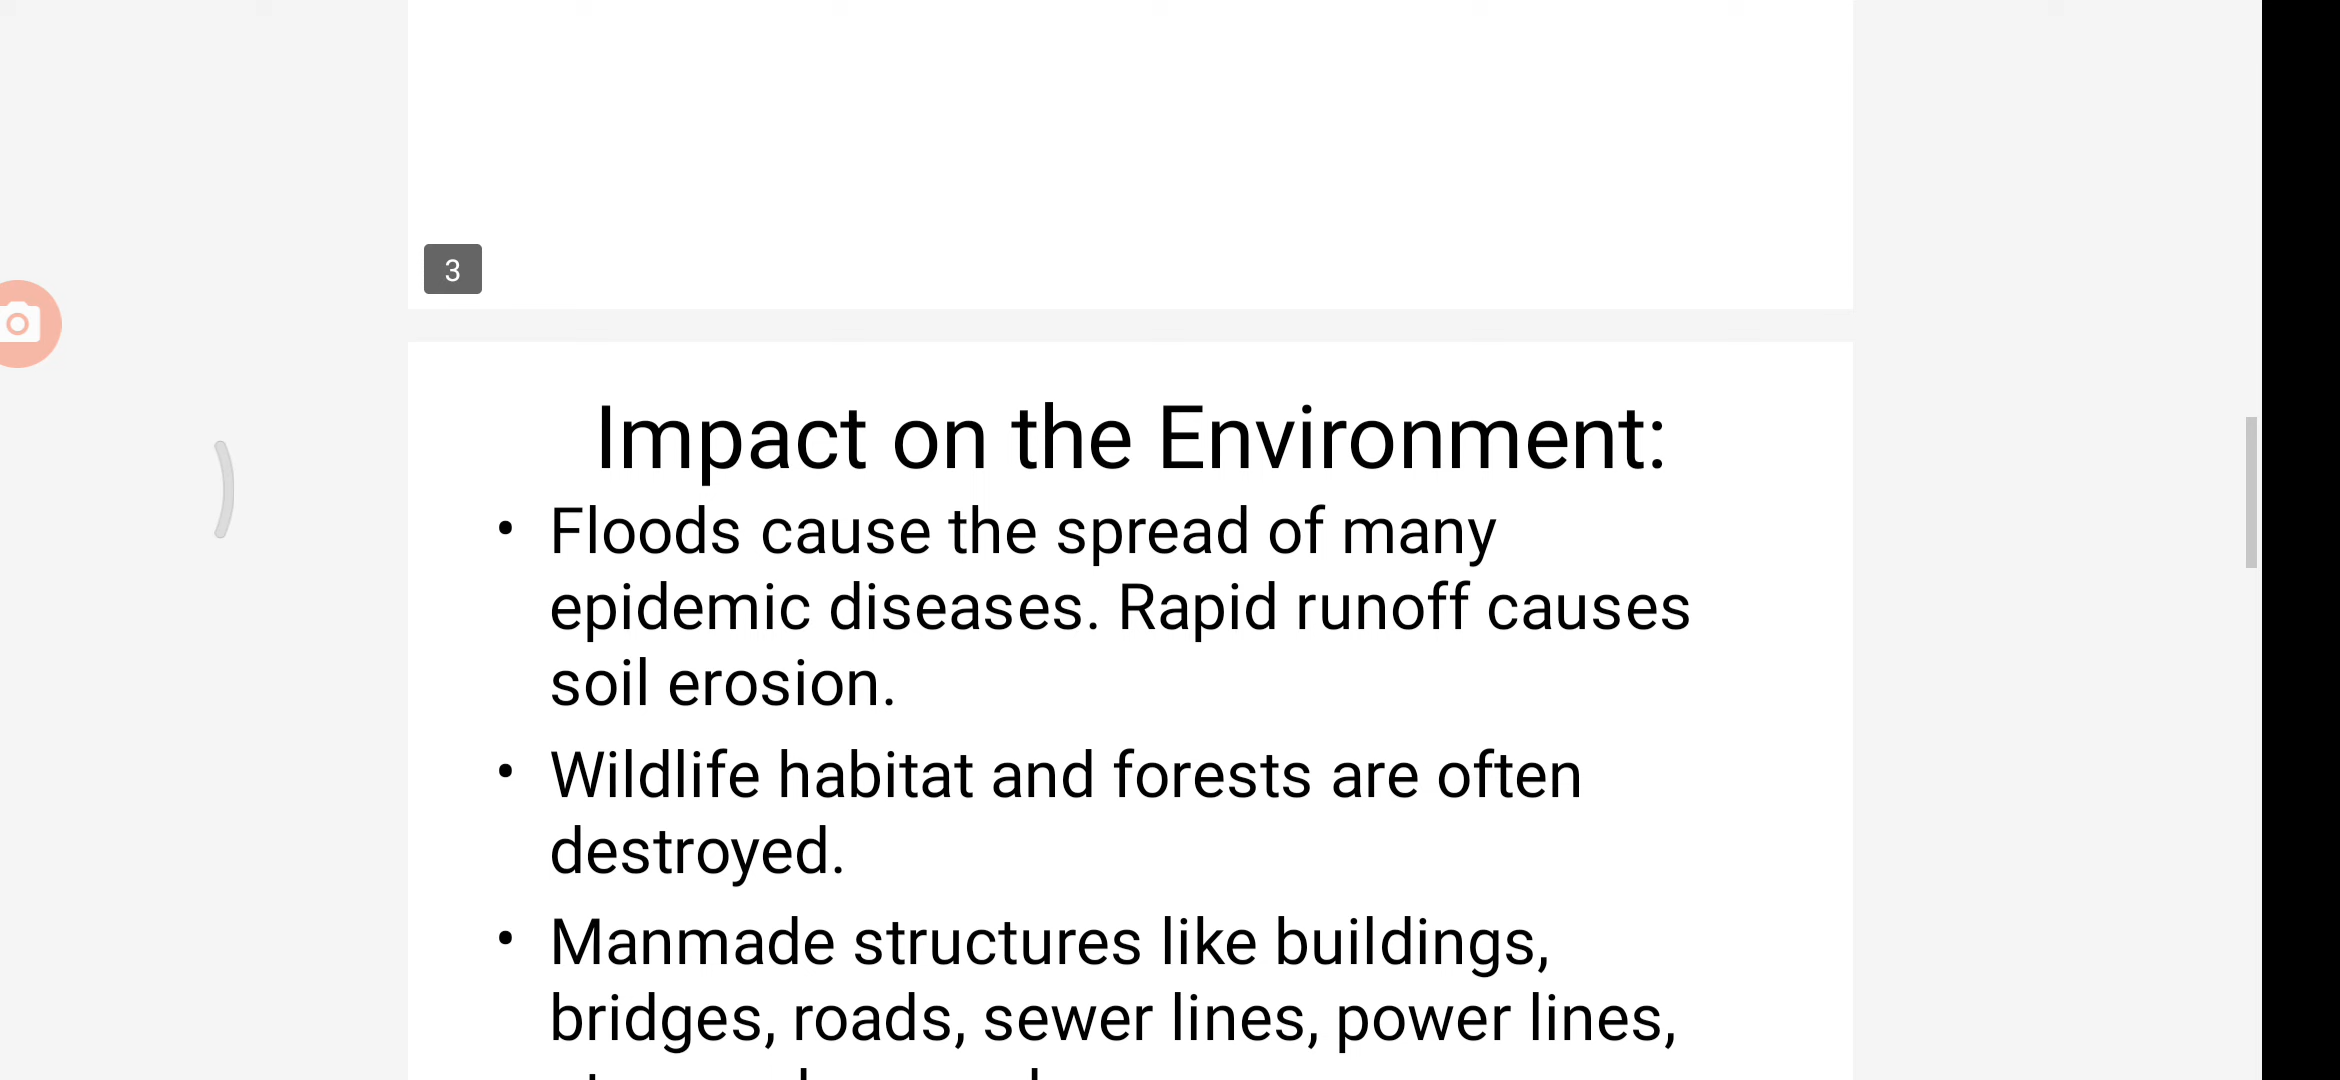 3
Impact on the Environment:
• Floods cause the spread of many
epidemic diseases. Rapid runoff causes
soil erosion.
• Wildlife habitat and forests are often
destroyed.
• Manmade structures like buildings,
bridges, roads, sewer lines, power lines,